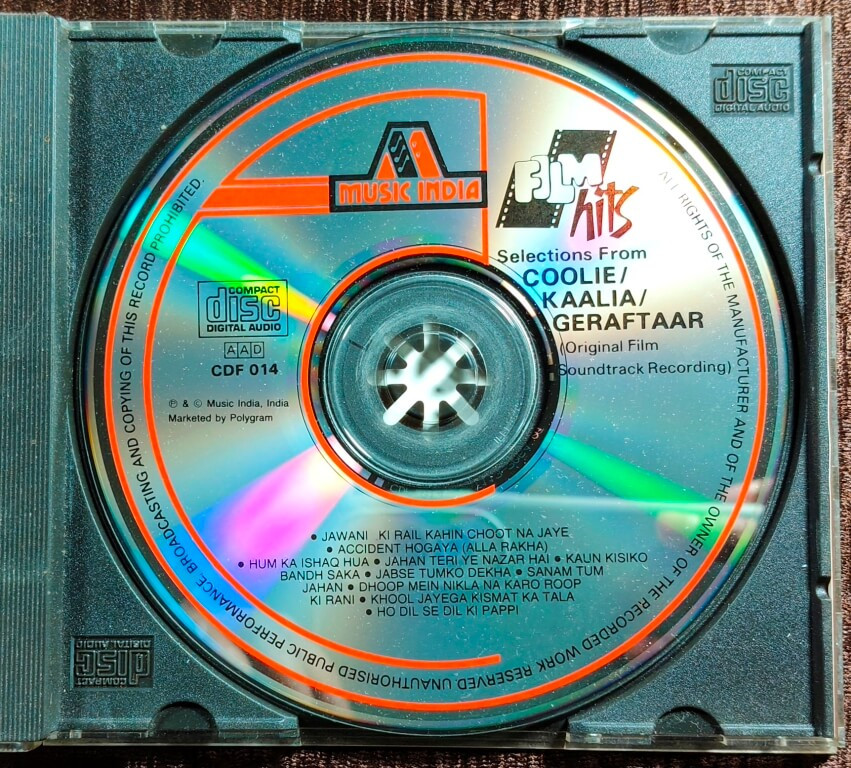 COMPACT
disc
DIGITAL AUDIO
MUSIC INDIA
FILM
hits
Selections From
COOLIE/
KAALIA/
GERAFTAAR
(Original Film
Soundtrack Recording)
COMPACT
disc
DIGITAL AUDIO
AAD
CDF 014
℗ & © Music India, India
Marketed by Polygram
• JAWANI KI RAIL KAHIN CHOOT NA JAYE
• ACCIDENT HOGAYA (ALLA RAKHA)
• HUM KA ISHAQ HUA • JAHAN TERI YE NAZAR HAI • KAUN KISIKO
BANDH SAKA • JABSE TUMKO DEKHA • SANAM TUM
JAHAN • DHOOP MEIN NIKLA NA KARO ROOP
KI RANI • KHOOL JAYEGA KISMAT KA TALA
• HO DIL SE DIL KI PAPPI
ALL RIGHTS OF THE MANUFACTURER AND OF THE OWNER OF THE RECORDED WORK RESERVED UNAUTHORISED PUBLIC PERFORMANCE BROADCASTING AND COPYING OF THIS RECORD PROHIBITED.
COMPACT
disc
DIGITAL AUDIO